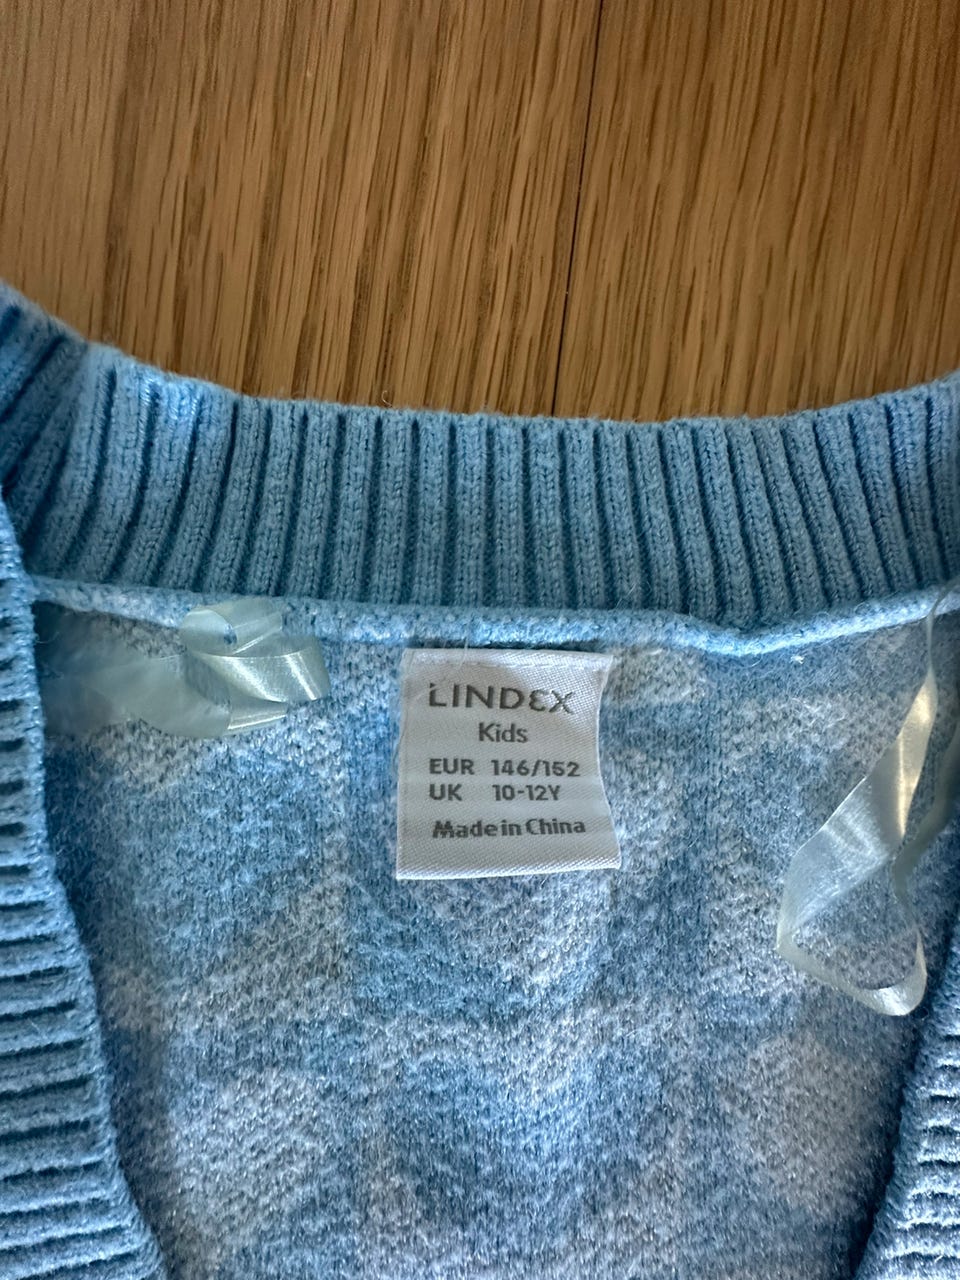 LINDEX
Kids
EUR 146/152
UK 10-12Y
Made in China